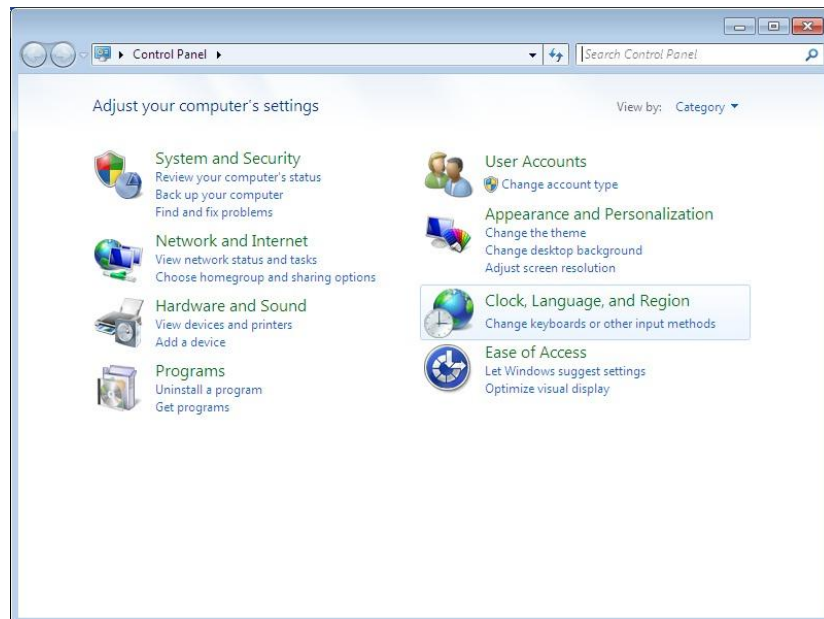 Control Panel
Search Control Panel
Adjust your computer's settings
View by: Category
System and Security
Review your computer's status
Back up your computer
Find and fix problems
Network and Internet
View network status and tasks
Choose homegroup and sharing options
Hardware and Sound
View devices and printers
Add a device
Programs
Uninstall a program
Get programs
User Accounts
Change account type
Appearance and Personalization
Change the theme
Change desktop background
Adjust screen resolution
Clock, Language, and Region
Change keyboards or other input methods
Ease of Access
Let Windows suggest settings
Optimize visual display